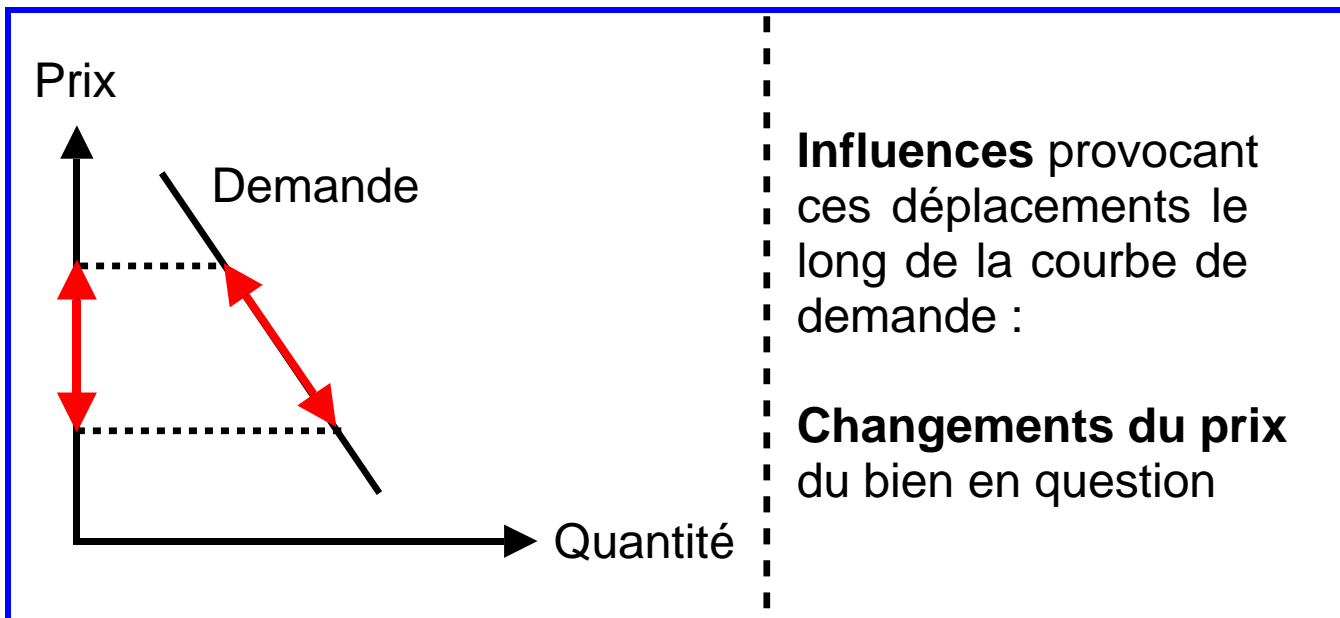 Prix
Demande
Quantité
Influences provocant
ces déplacements le
long de la courbe de
demande :
Changements du prix
du bien en question